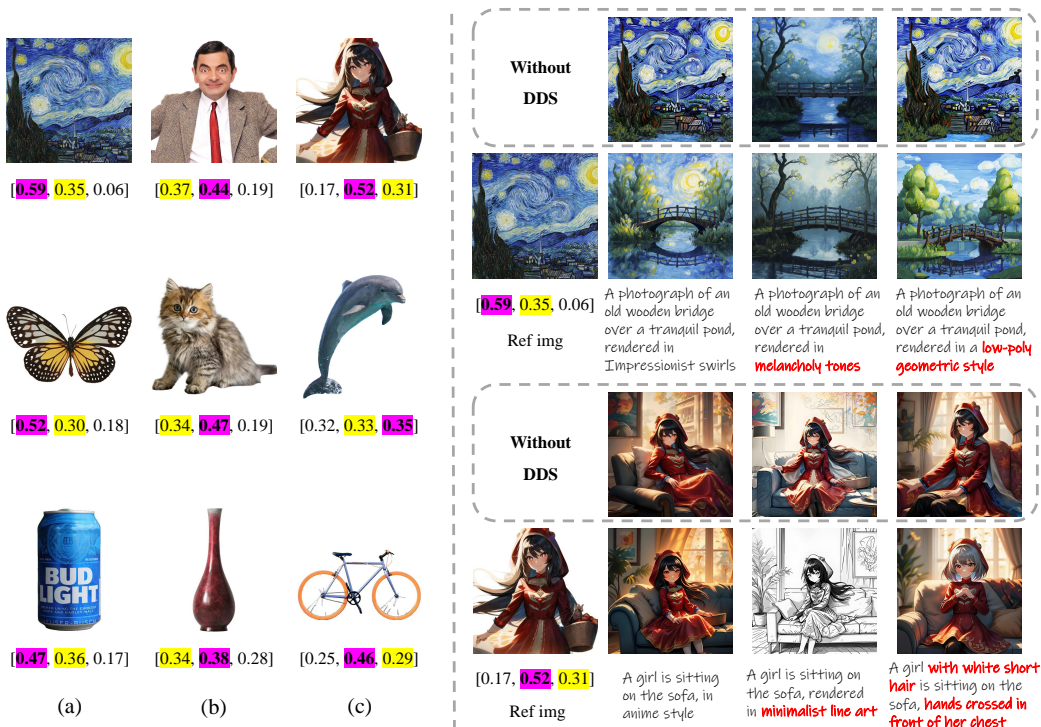 [0.59, 0.35, 0.06]
[0.37, 0.44, 0.19]
[0.17, 0.52, 0.31]
[0.52, 0.30, 0.18]
[0.34, 0.47, 0.19]
[0.32, 0.33, 0.35]
BUD
LIGHT
[0.47, 0.36, 0.17]
[0.34, 0.38, 0.28]
[0.25, 0.46, 0.29]
(a)
(b)
(c)
Without
DDS
[0.59, 0.35, 0.06]
Ref img
A photograph of an
old wooden bridge
over a tranquil pond,
rendered in
Impressionist swirls
A photograph of an
old wooden bridge
over a tranquil pond,
rendered in
melancholy tones
A photograph of an
old wooden bridge
over a tranquil pond,
rendered in a low-poly
geometric style
Without
DDS
[0.17, 0.52, 0.31]
Ref img
A girl is sitting
on the sofa, in
anime style
A girl is sitting on
the sofa, rendered
in minimalist line art
A girl with white short
hair is sitting on the
sofa, hands crossed in
front of her chest